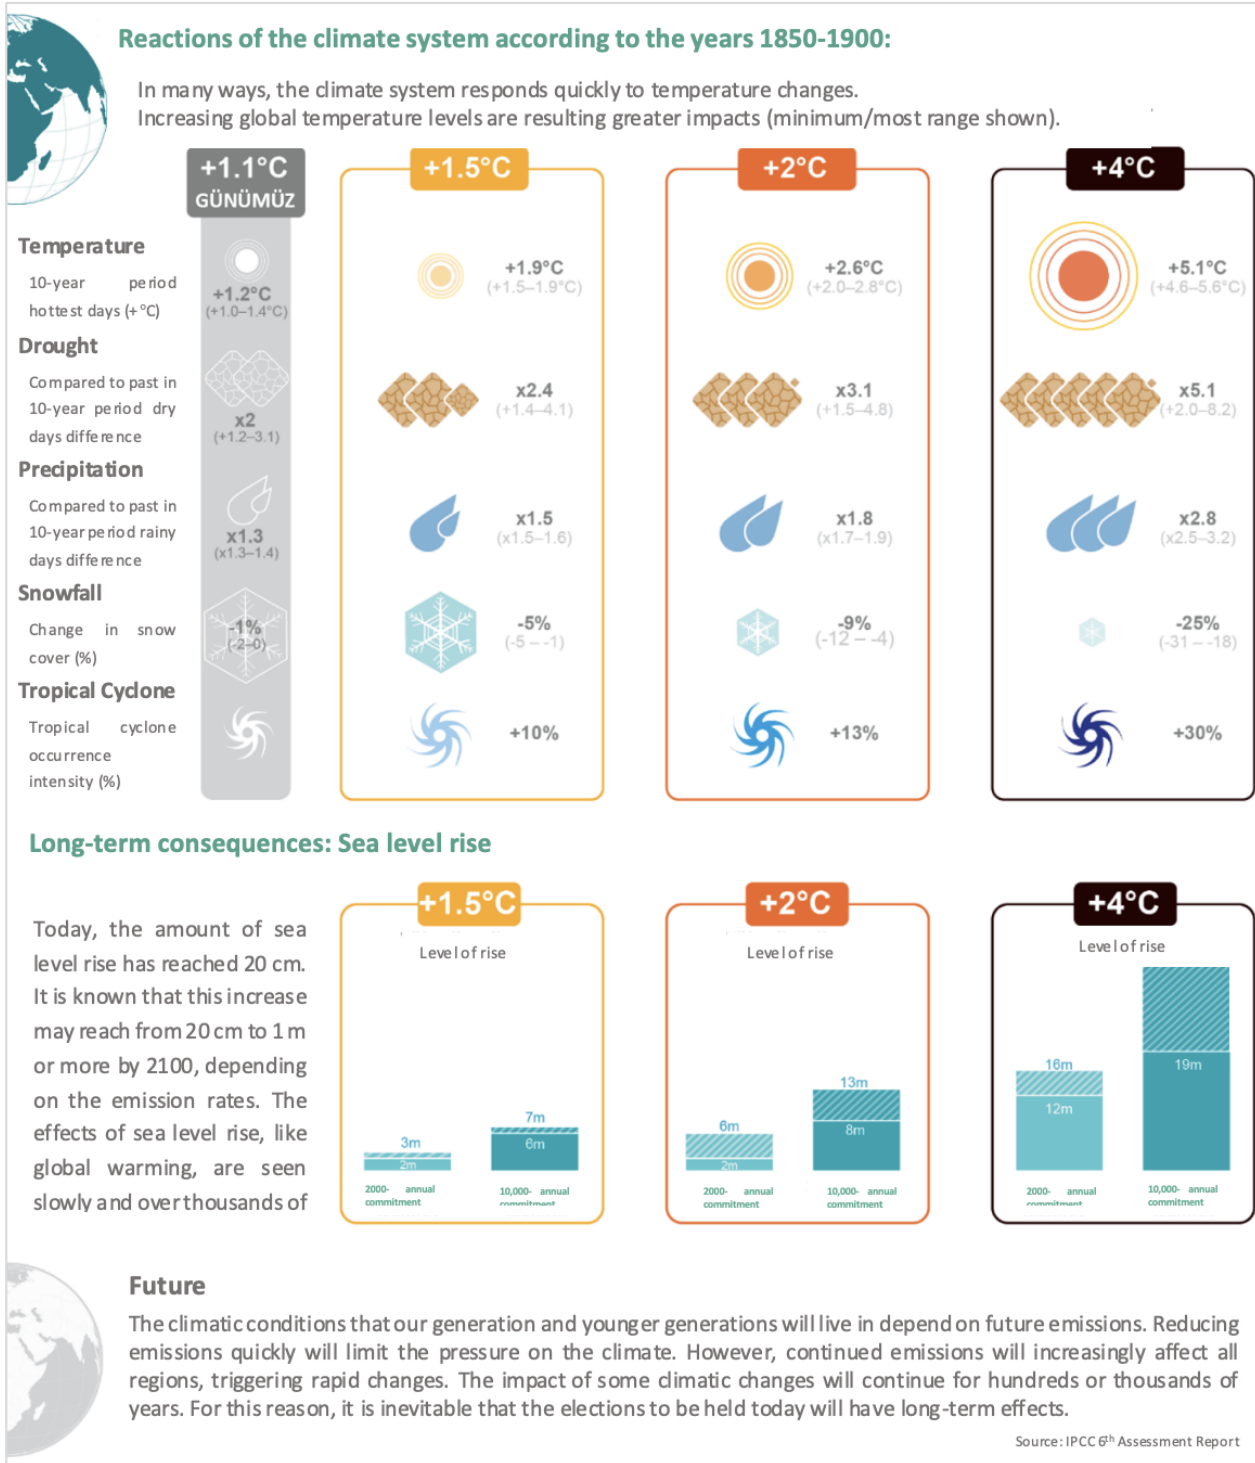 Reactions of the climate system according to the years 1850-1900:
In many ways, the climate system responds quickly to temperature changes.
Increasing global temperature levels are resulting greater impacts (minimum/most range shown).
+1.1°C
GÜNÜMÜZ
+1.5°C
+2°C
+4°C
Temperature
10-year period
hottest days (+°C)
+1.2°C
(+1.0–1.4°C)
+1.9°C
(+1.5–1.9°C)
+2.6°C
(+2.0–2.8°C)
+5.1°C
(+4.6–5.6°C)
Drought
Compared to past in
10-year period dry
days difference
x2
(+1.2–3.1)
x2.4
(+1.4–4.1)
x3.1
(+1.5–4.8)
x5.1
(+2.0–8.2)
Precipitation
Compared to past in
10-year period rainy
days difference
x1.3
(x1.3–1.4)
x1.5
(x1.5–1.6)
x1.8
(x1.7–1.9)
x2.8
(x2.5–3.2)
Snowfall
Change in snow
cover (%)
-1%
(-2–0)
-5%
(-5 – -1)
-9%
(-12 – -4)
-25%
(-31 – -18)
Tropical Cyclone
Tropical cyclone
occurrence
intensity (%)
+10%
+13%
+30%
Long-term consequences: Sea level rise
Today, the amount of sea
level rise has reached 20 cm.
It is known that this increase
may reach from 20 cm to 1 m
or more by 2100, depending
on the emission rates. The
effects of sea level rise, like
global warming, are seen
slowly and over thousands of
+1.5°C
Level of rise
3m
2m
7m
6m
2000- annual
commitment
10,000- annual
commitment
+2°C
Level of rise
6m
2m
13m
8m
2000- annual
commitment
10,000- annual
commitment
+4°C
Level of rise
16m
12m
19m
2000- annual
commitment
10,000- annual
commitment
Future
The climatic conditions that our generation and younger generations will live in depend on future emissions. Reducing
emissions quickly will limit the pressure on the climate. However, continued emissions will increasingly affect all
regions, triggering rapid changes. The impact of some climatic changes will continue for hundreds or thousands of
years. For this reason, it is inevitable that the elections to be held today will have long-term effects.
Source: IPCC 6th Assessment Report